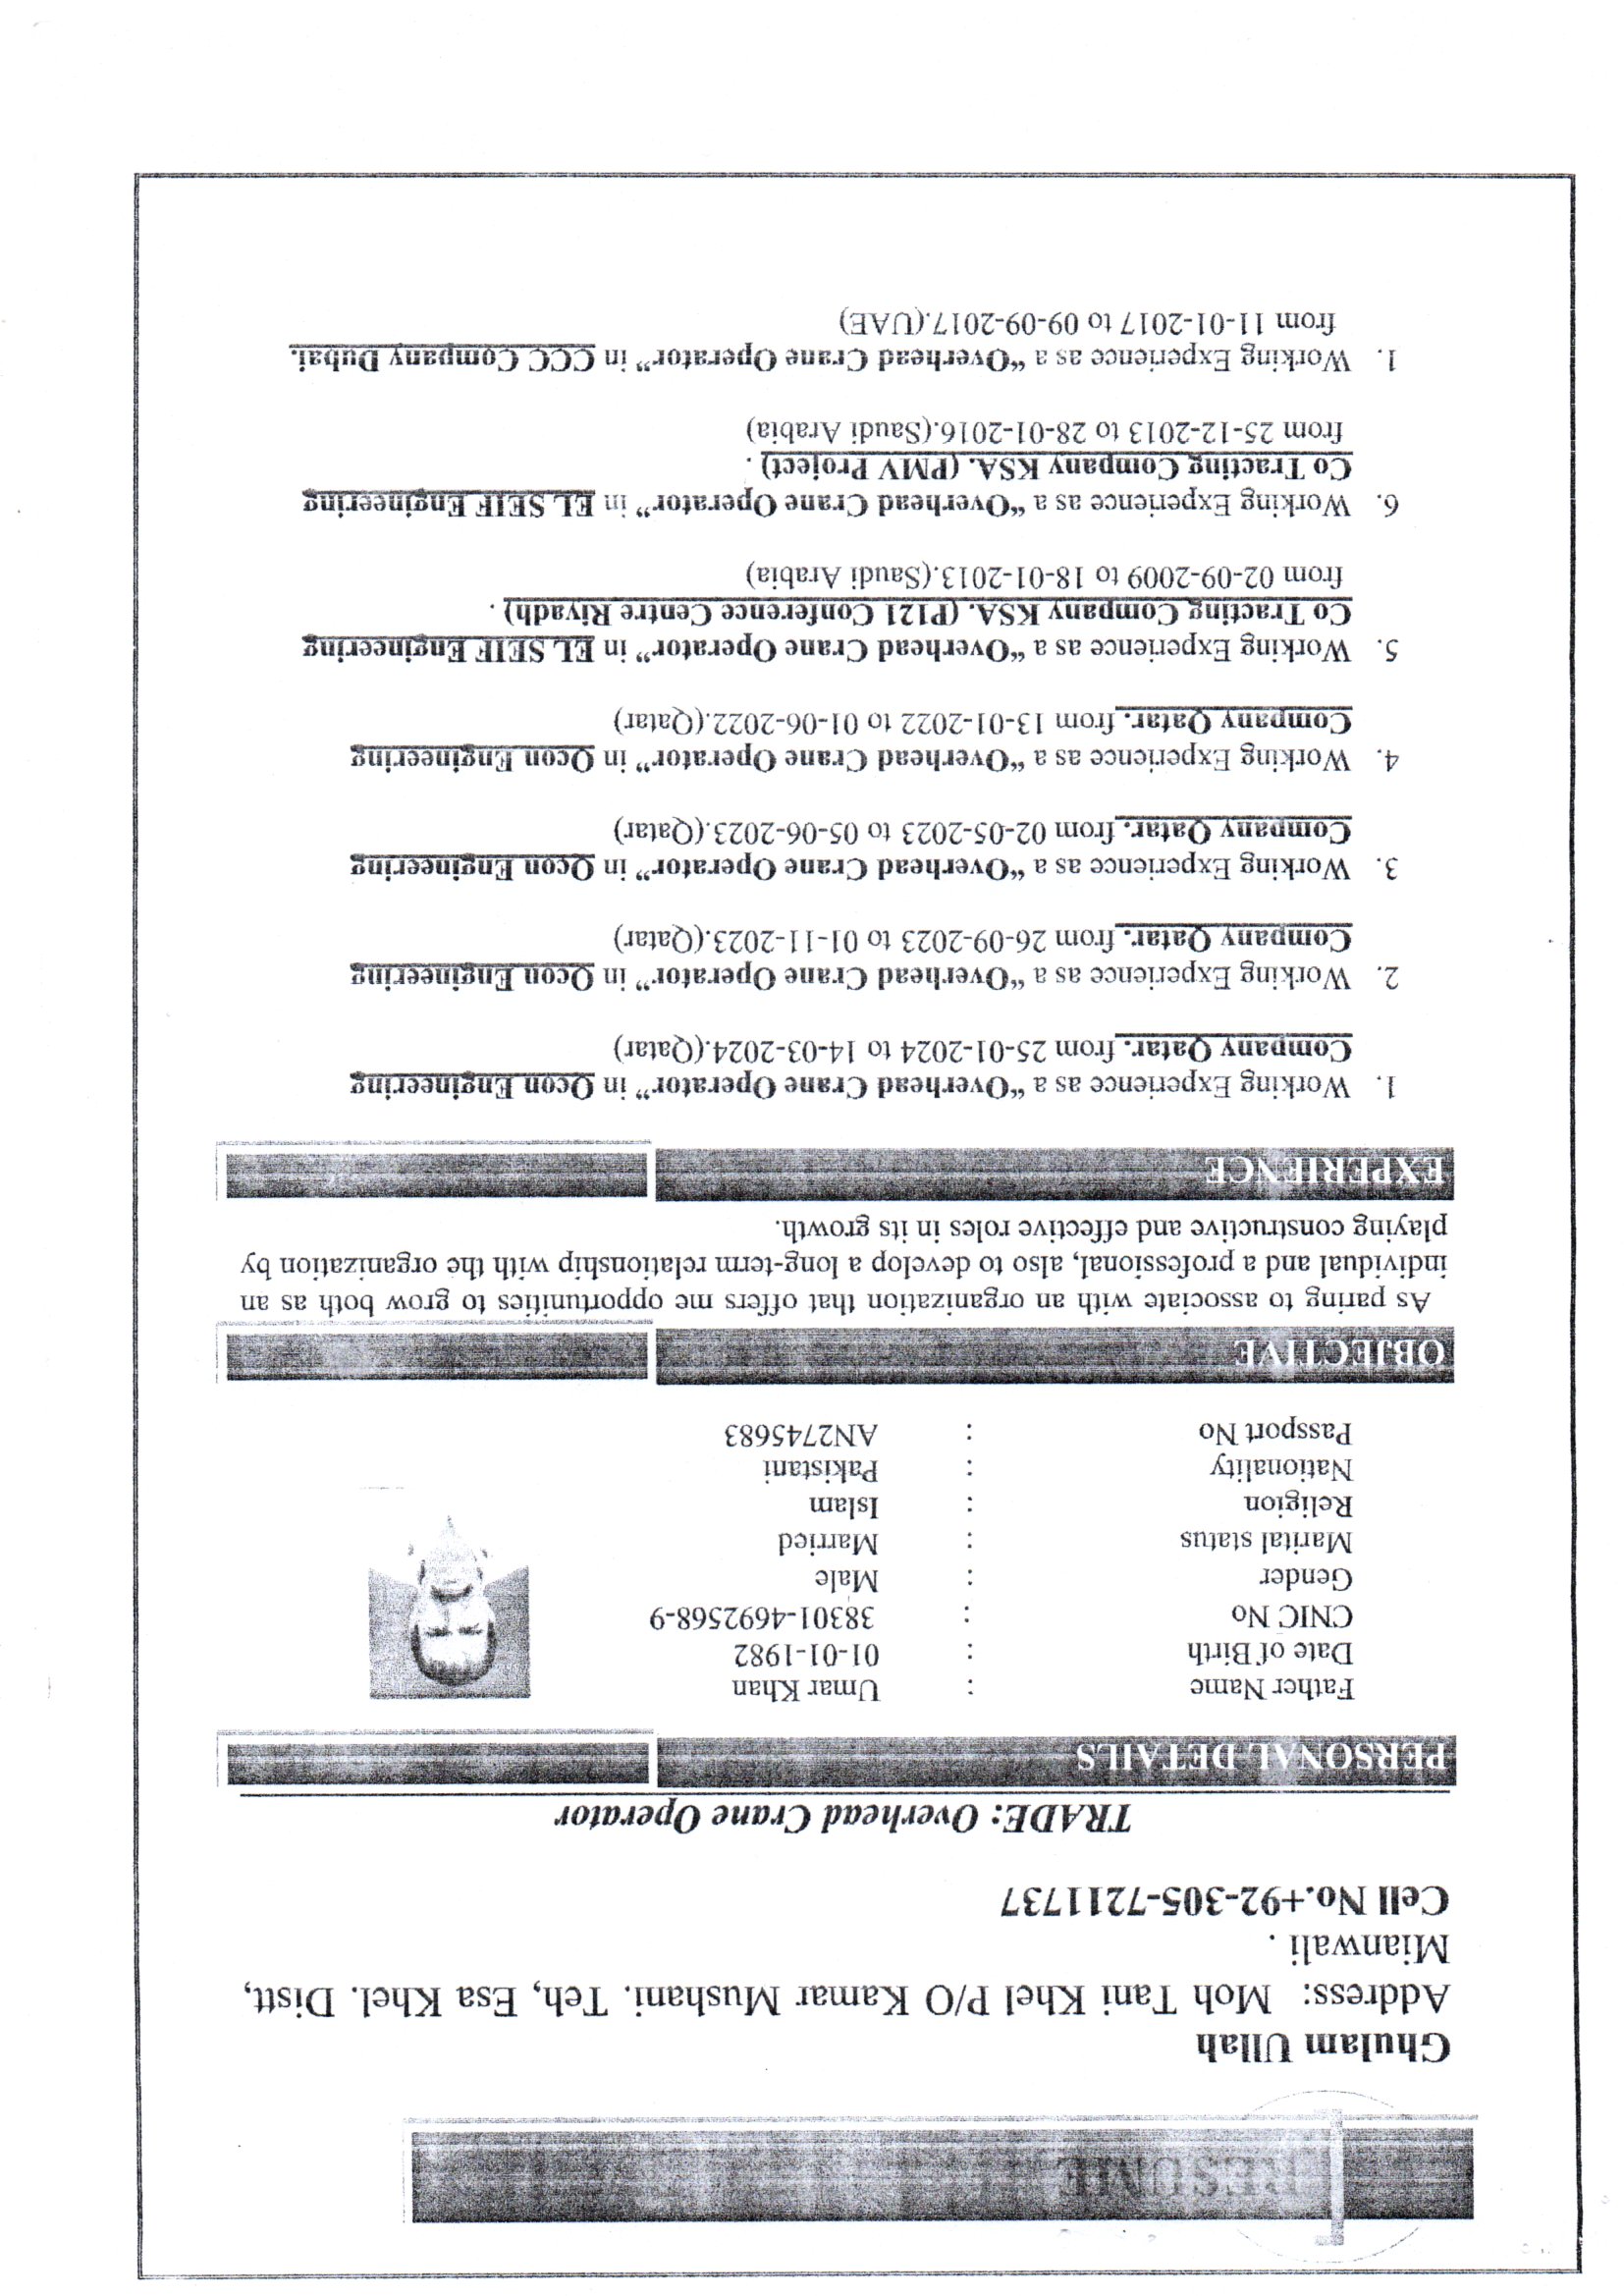 RESUME
Ghulam Ullah
Address: Moh Tani Khel P/O Kamar Mushani. Teh, Esa Khel. Distt,
Mianwali .
Cell No.+92-305-7211737
TRADE: Overhead Crane Operator
PERSONAL DETAILS
Father Name : Umar Khan
Date of Birth : 01-01-1982
CNIC No : 38301-4692568-9
Gender : Male
Marital status : Married
Religion : Islam
Nationality : Pakistani
Passport No : AN2745683
OBJECTIVE
As paring to associate with an organization that offers me opportunities to grow both as an
individual and a professional, also to develop a long-term relationship with the organization by
playing constructive and effective roles in its growth.
EXPERIENCE
1. Working Experience as a “Overhead Crane Operator” in Qcon Engineering
Company Qatar. from 25-01-2024 to 14-03-2024.(Qatar)
2. Working Experience as a “Overhead Crane Operator” in Qcon Engineering
Company Qatar. from 26-09-2023 to 01-11-2023.(Qatar)
3. Working Experience as a “Overhead Crane Operator” in Qcon Engineering
Company Qatar. from 02-05-2023 to 05-06-2023.(Qatar)
4. Working Experience as a “Overhead Crane Operator” in Qcon Engineering
Company Qatar. from 13-01-2022 to 01-06-2022.(Qatar)
5. Working Experience as a “Overhead Crane Operator” in EL SEIF Engineering
Co Tracting Company KSA. (P121 Conference Centre Riyadh) .
from 02-09-2009 to 18-01-2013.(Saudi Arabia)
6. Working Experience as a “Overhead Crane Operator” in EL SEIF Engineering
Co Tracting Company KSA. (PMV Project) .
from 25-12-2013 to 28-01-2016.(Saudi Arabia)
1. Working Experience as a “Overhead Crane Operator” in CCC Company Dubai.
from 11-01-2017 to 09-09-2017.(UAE)